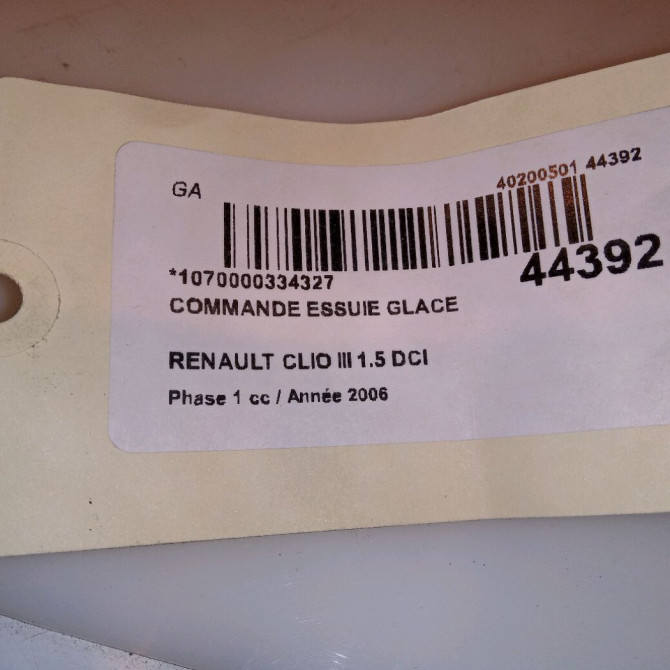 GA
40200501 44392
*1070000334327
44392
COMMANDE ESSUIE GLACE
RENAULT CLIO III 1.5 DCI
Phase 1 cc / Année 2006